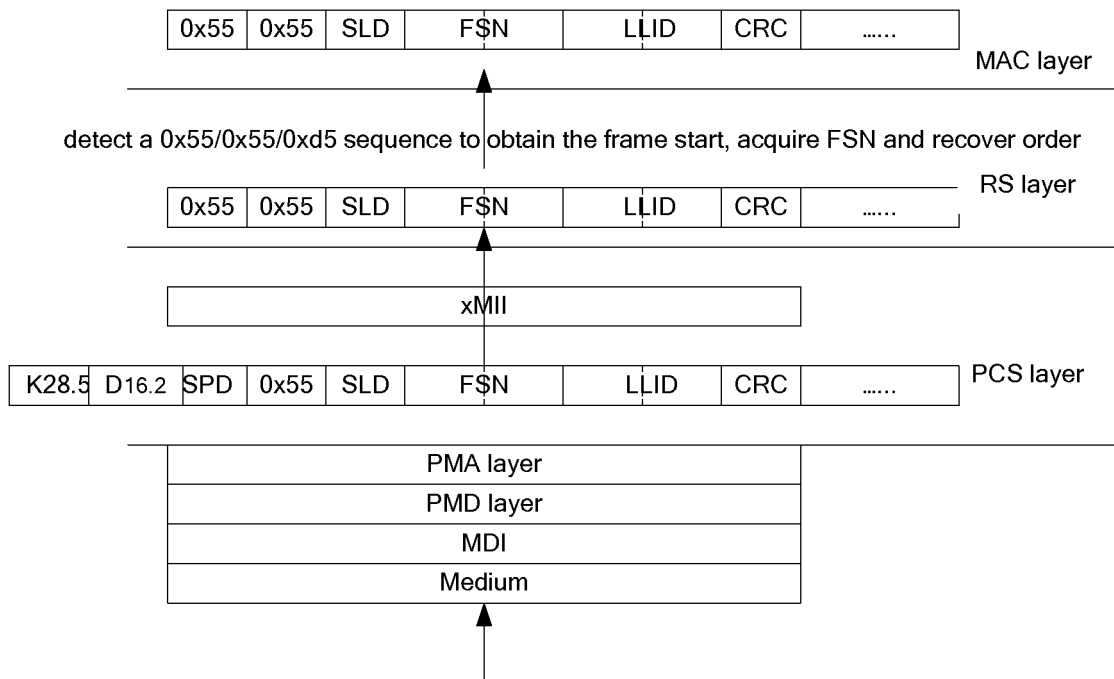 0x55 0x55 SLD FSN LLID CRC ......
MAC layer
detect a 0x55/0x55/0xd5 sequence to obtain the frame start, acquire FSN and recover order
RS layer
0x55 0x55 SLD FSN LLID CRC ......
xMII
K28.5 D16.2 SPD 0x55 SLD FSN LLID CRC ......
PCS layer
PMA layer
PMD layer
MDI
Medium